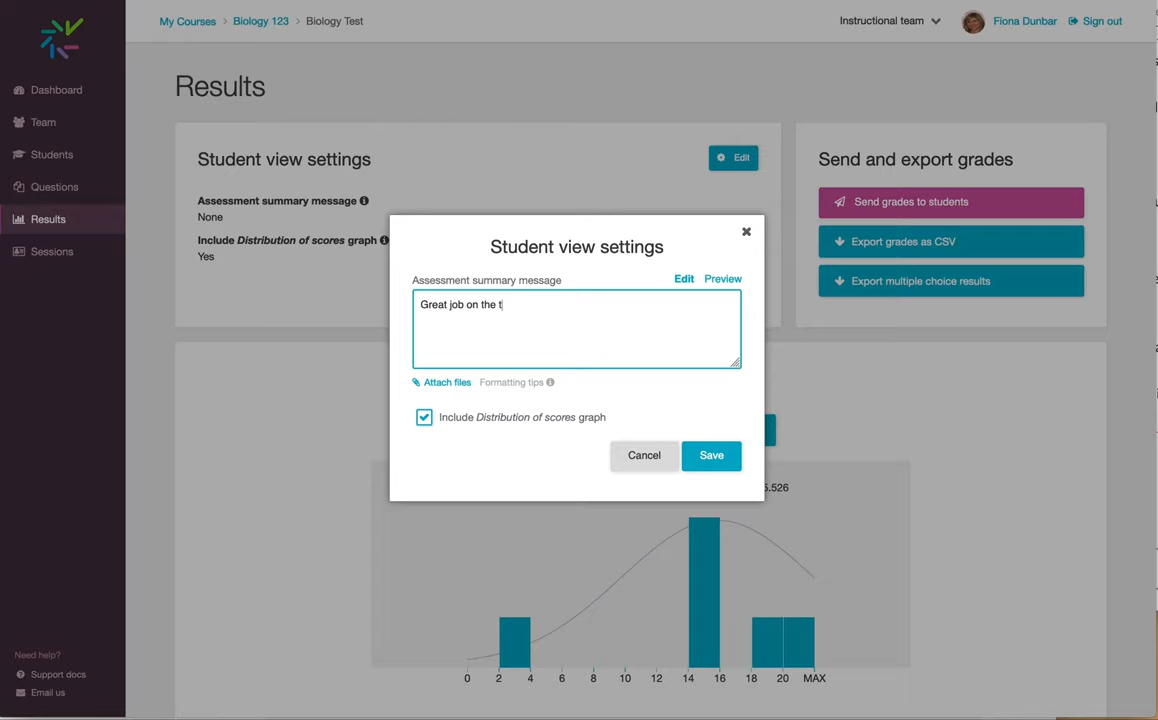 My Courses > Biology 123 > Biology Test
Instructional team
Fiona Dunbar
Sign out
Dashboard
Team
Students
Questions
Results
Sessions
Need help?
Support docs
Email us
Results
Student view settings
Edit
Assessment summary message
None
Include Distribution of scores graph
Yes
Send and export grades
Send grades to students
Export grades as CSV
Export multiple choice results
Student view settings
Assessment summary message
Edit Preview
Great job on the t
Attach files Formatting tips
Include Distribution of scores graph
Cancel Save
5.526
0 2 4 6 8 10 12 14 16 18 20 MAX